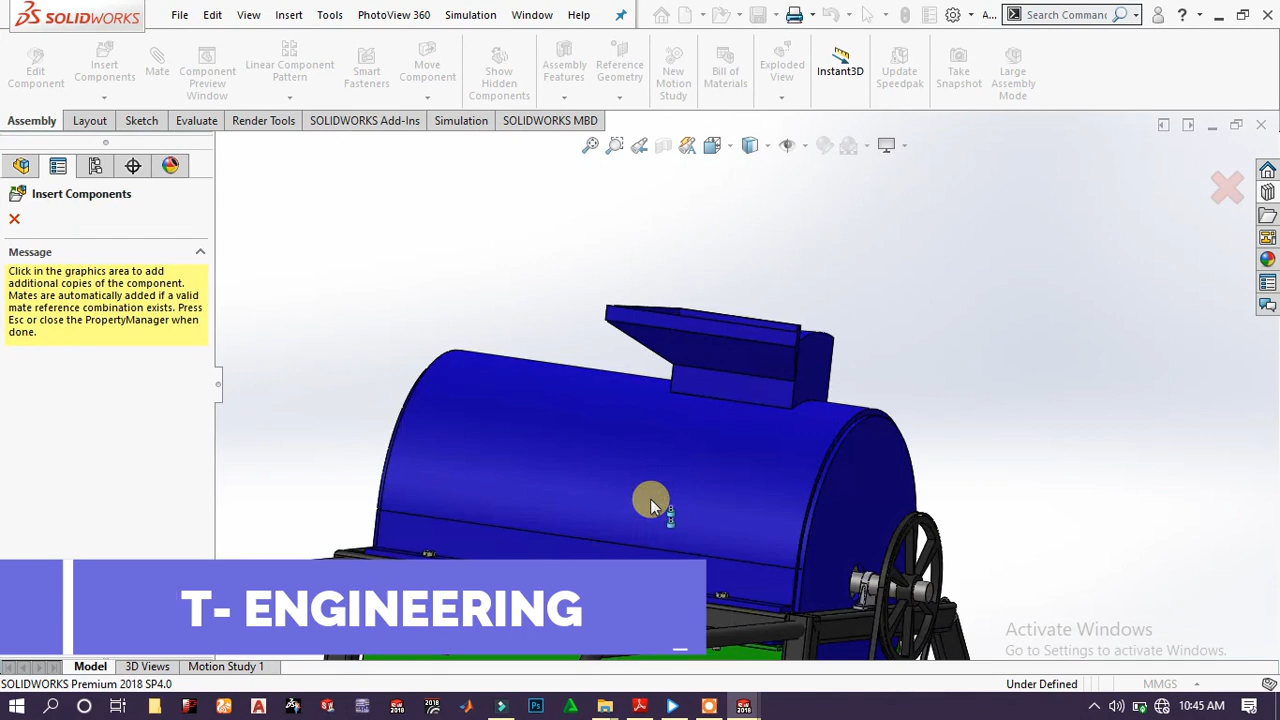 SOLIDWORKS
File Edit View Insert Tools PhotoView 360 Simulation Window Help
A...
Search Commands
?
Edit Component
Insert Components
Mate
Component Preview Window
Linear Component Pattern
Smart Fasteners
Move Component
Show Hidden Components
Assembly Features
Reference Geometry
New Motion Study
Bill of Materials
Exploded View
Instant3D
Update Speedpak
Take Snapshot
Large Assembly Mode
Assembly Layout Sketch Evaluate Render Tools SOLIDWORKS Add-Ins Simulation SOLIDWORKS MBD
Insert Components
Message
Click in the graphics area to add
additional copies of the component.
Mates are automatically added if a valid
mate reference combination exists. Press
Esc or close the PropertyManager when
done.
T- ENGINEERING
Activate Windows
Go to Settings to activate Windows.
Model 3D Views Motion Study 1
SOLIDWORKS Premium 2018 SP4.0
Under Defined
MMGS
10:45 AM